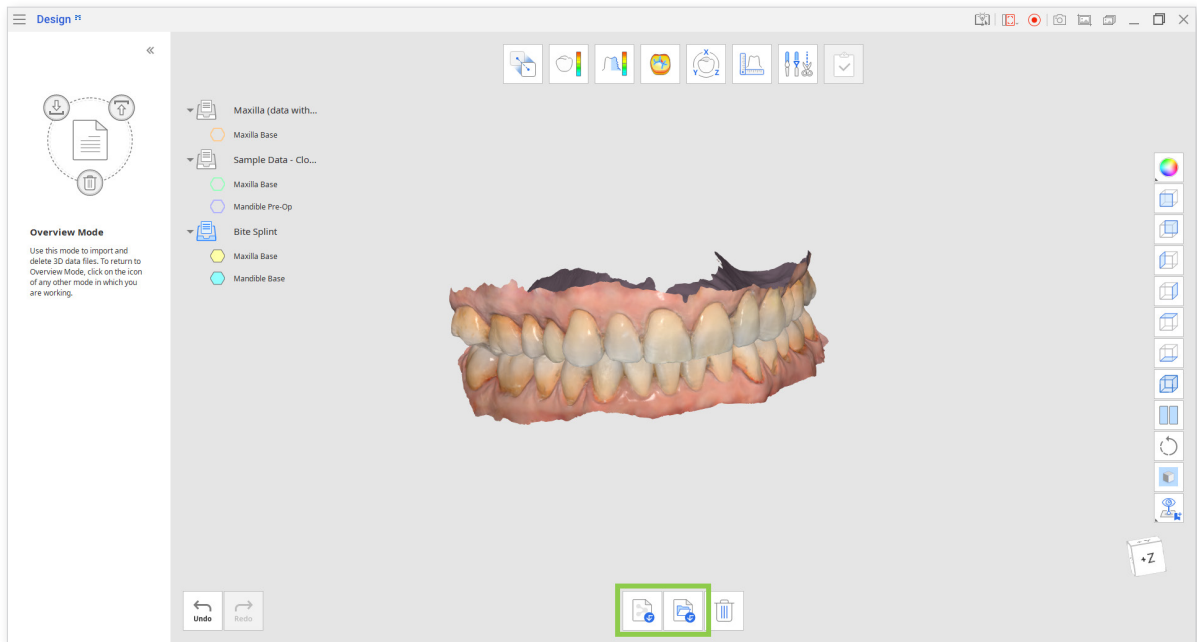 Design
Maxilla (data with...
Maxilla Base
Sample Data - Clo...
Maxilla Base
Mandible Pre-Op
Bite Splint
Maxilla Base
Mandible Base
Overview Mode
Use this mode to import and
delete 3D data files. To return to
Overview Mode, click on the icon
of any other mode in which you
are working.
X
Y
Z
+Z
Undo
Redo